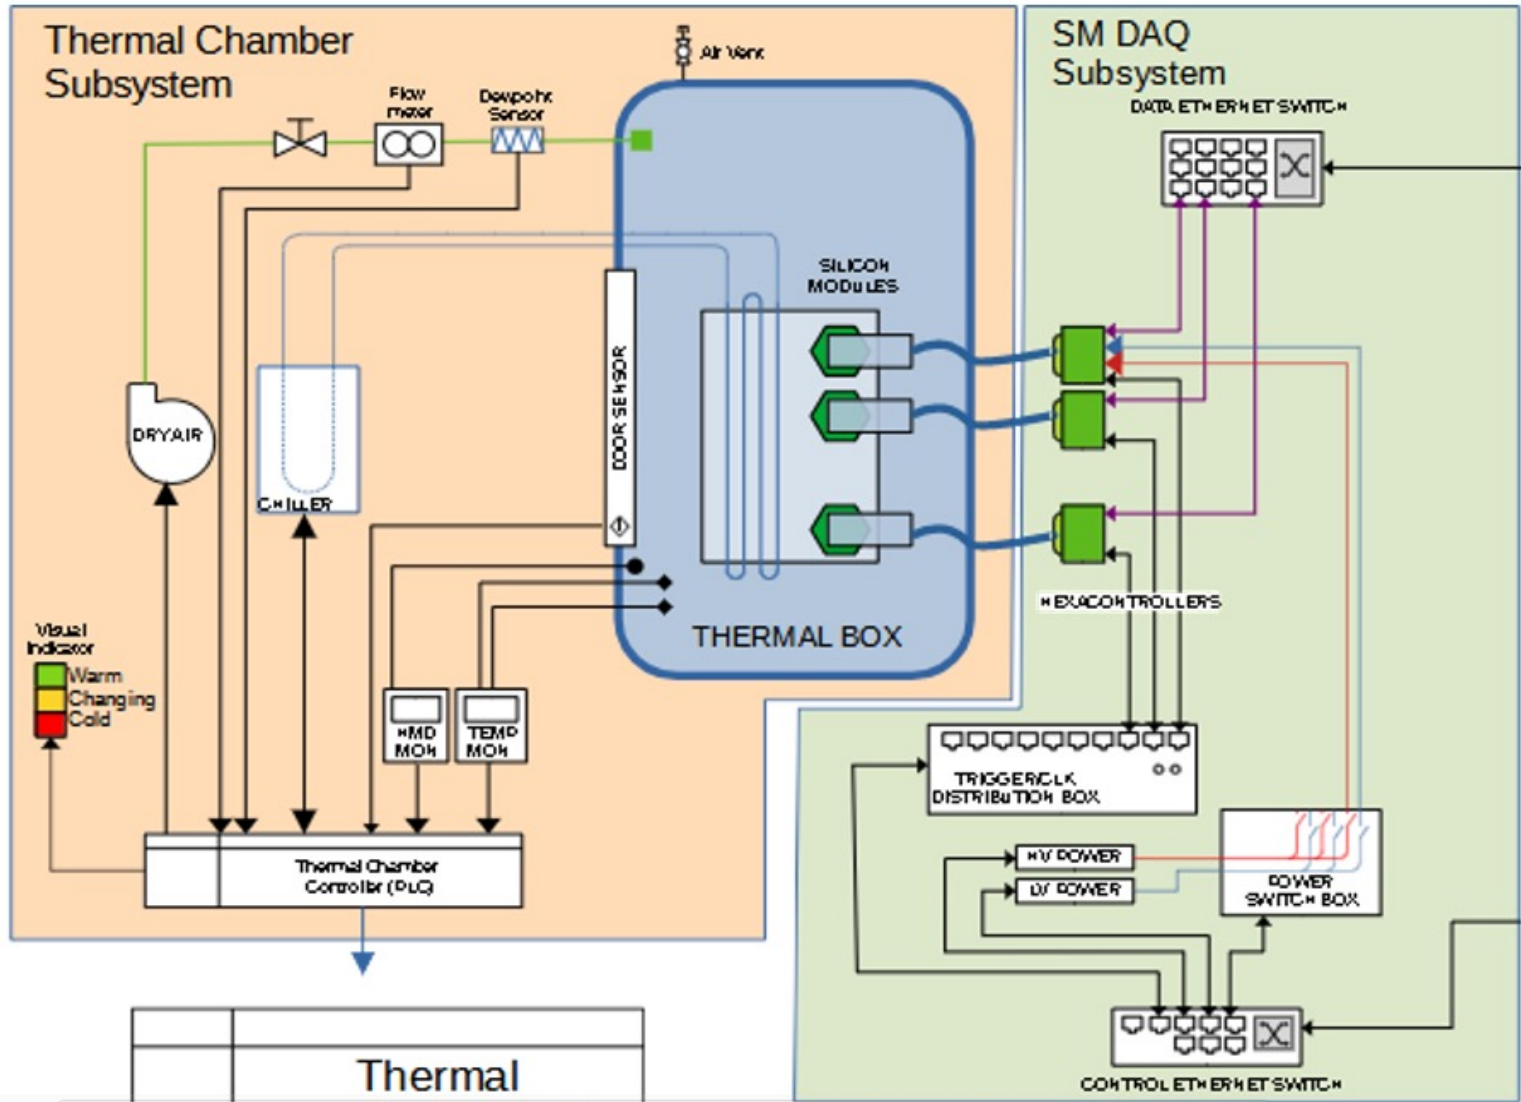 Thermal Chamber
Subsystem
Air Vent
Flow
meter
Dewpoint
Sensor
SM DAQ
Subsystem
DATA ETHERNET SWITCH
SILICON
MODULES
DOOR SENSOR
DRY AIR
CHILLER
HEXACONTROLLERS
THERMAL BOX
Visual
Indicator
Warm
Changing
Cold
HMD
MON
TEMP
MON
TRIGGER/CLK
DISTRIBUTION BOX
HV POWER
LV POWER
POWER
SWITCH BOX
Thermal Chamber
Controller (PLC)
CONTROL ETHERNET SWITCH
Thermal